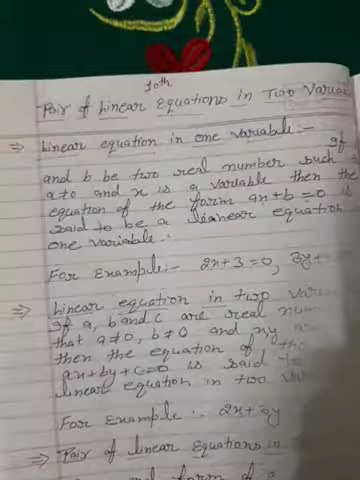 10th
Pair of Linear Equations in Two Varia
⇒ Linear equation in one variable :- If
and b be two real number such
a ≠ 0 and x is a variable then the
equation of the form ax + b = 0 is
said to be a linear equation
one variable :
For Example :- 2x + 3 = 0, 3y +
⇒ Linear equation in two vari
If a, b and c are real num
that a ≠ 0, b ≠ 0 and x, y
then the equation of the
ax + by + c = 0 is said to
linear equation in two var
For Example :- 2x +
⇒ Pair of linear Equations in
form of a